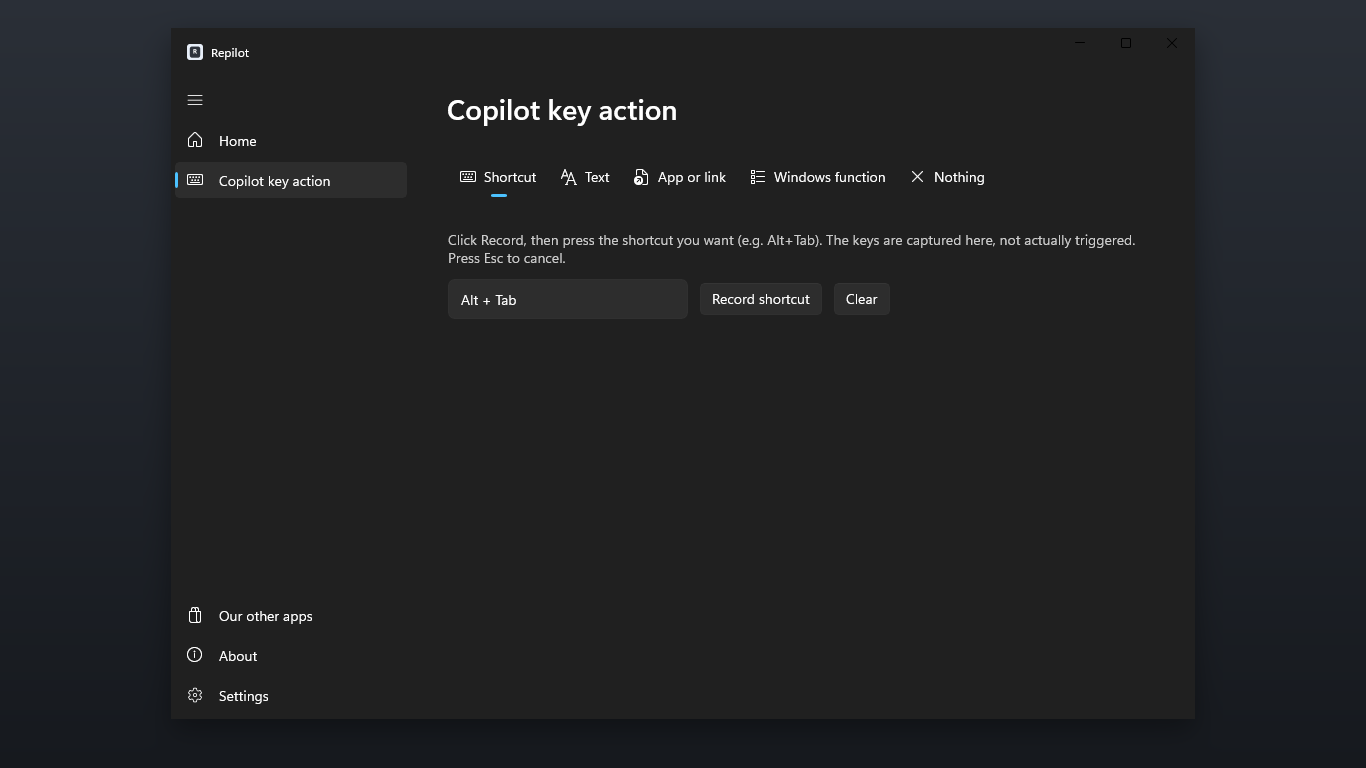 Repilot
Home
Copilot key action
Our other apps
About
Settings
Copilot key action
Shortcut
Text
App or link
Windows function
Nothing
Click Record, then press the shortcut you want (e.g. Alt+Tab). The keys are captured here, not actually triggered.
Press Esc to cancel.
Alt + Tab
Record shortcut
Clear